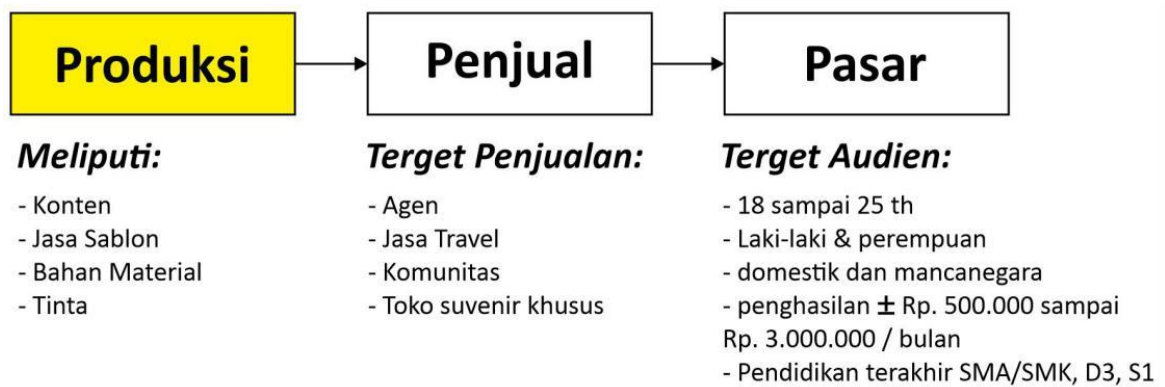 Produksi
Penjual
Pasar
Meliputi:
- Konten
- Jasa Sablon
- Bahan Material
- Tinta
Terget Penjualan:
- Agen
- Jasa Travel
- Komunitas
- Toko suvenir khusus
Terget Audien:
- 18 sampai 25 th
- Laki-laki & perempuan
- domestik dan mancanegara
- penghasilan ± Rp. 500.000 sampai
Rp. 3.000.000 / bulan
- Pendidikan terakhir SMA/SMK, D3, S1